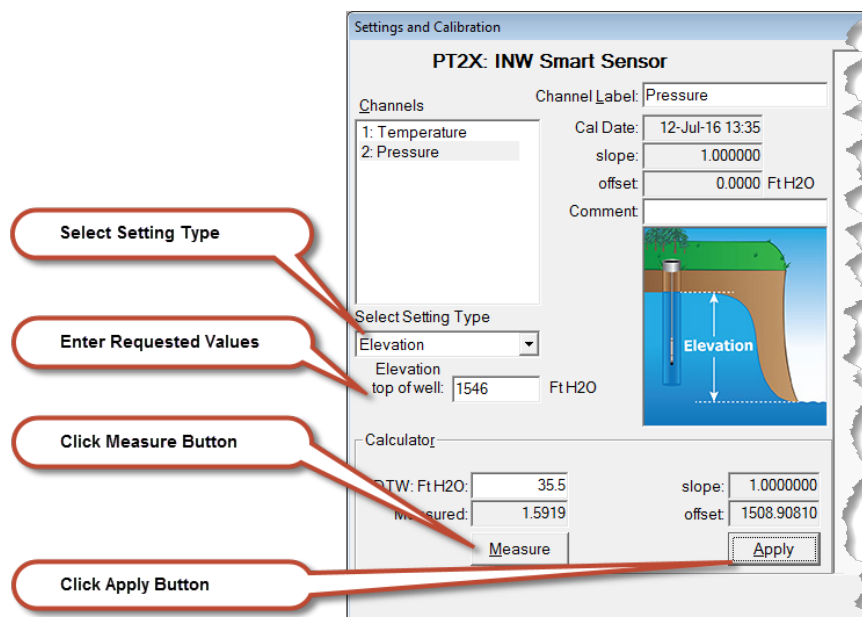 Settings and Calibration
PT2X: INW Smart Sensor
Channels
1: Temperature
2: Pressure
Channel Label: Pressure
Cal Date: 12-Jul-16 13:35
slope: 1.000000
offset: 0.0000 Ft H2O
Comment:
Select Setting Type
Select Setting Type
Elevation
Enter Requested Values
Elevation
top of well: 1546 Ft H2O
Elevation
Click Measure Button
Calculator
DTW: Ft H2O: 35.5
Measured: 1.5919
slope: 1.0000000
offset: 1508.90810
Measure
Apply
Click Apply Button